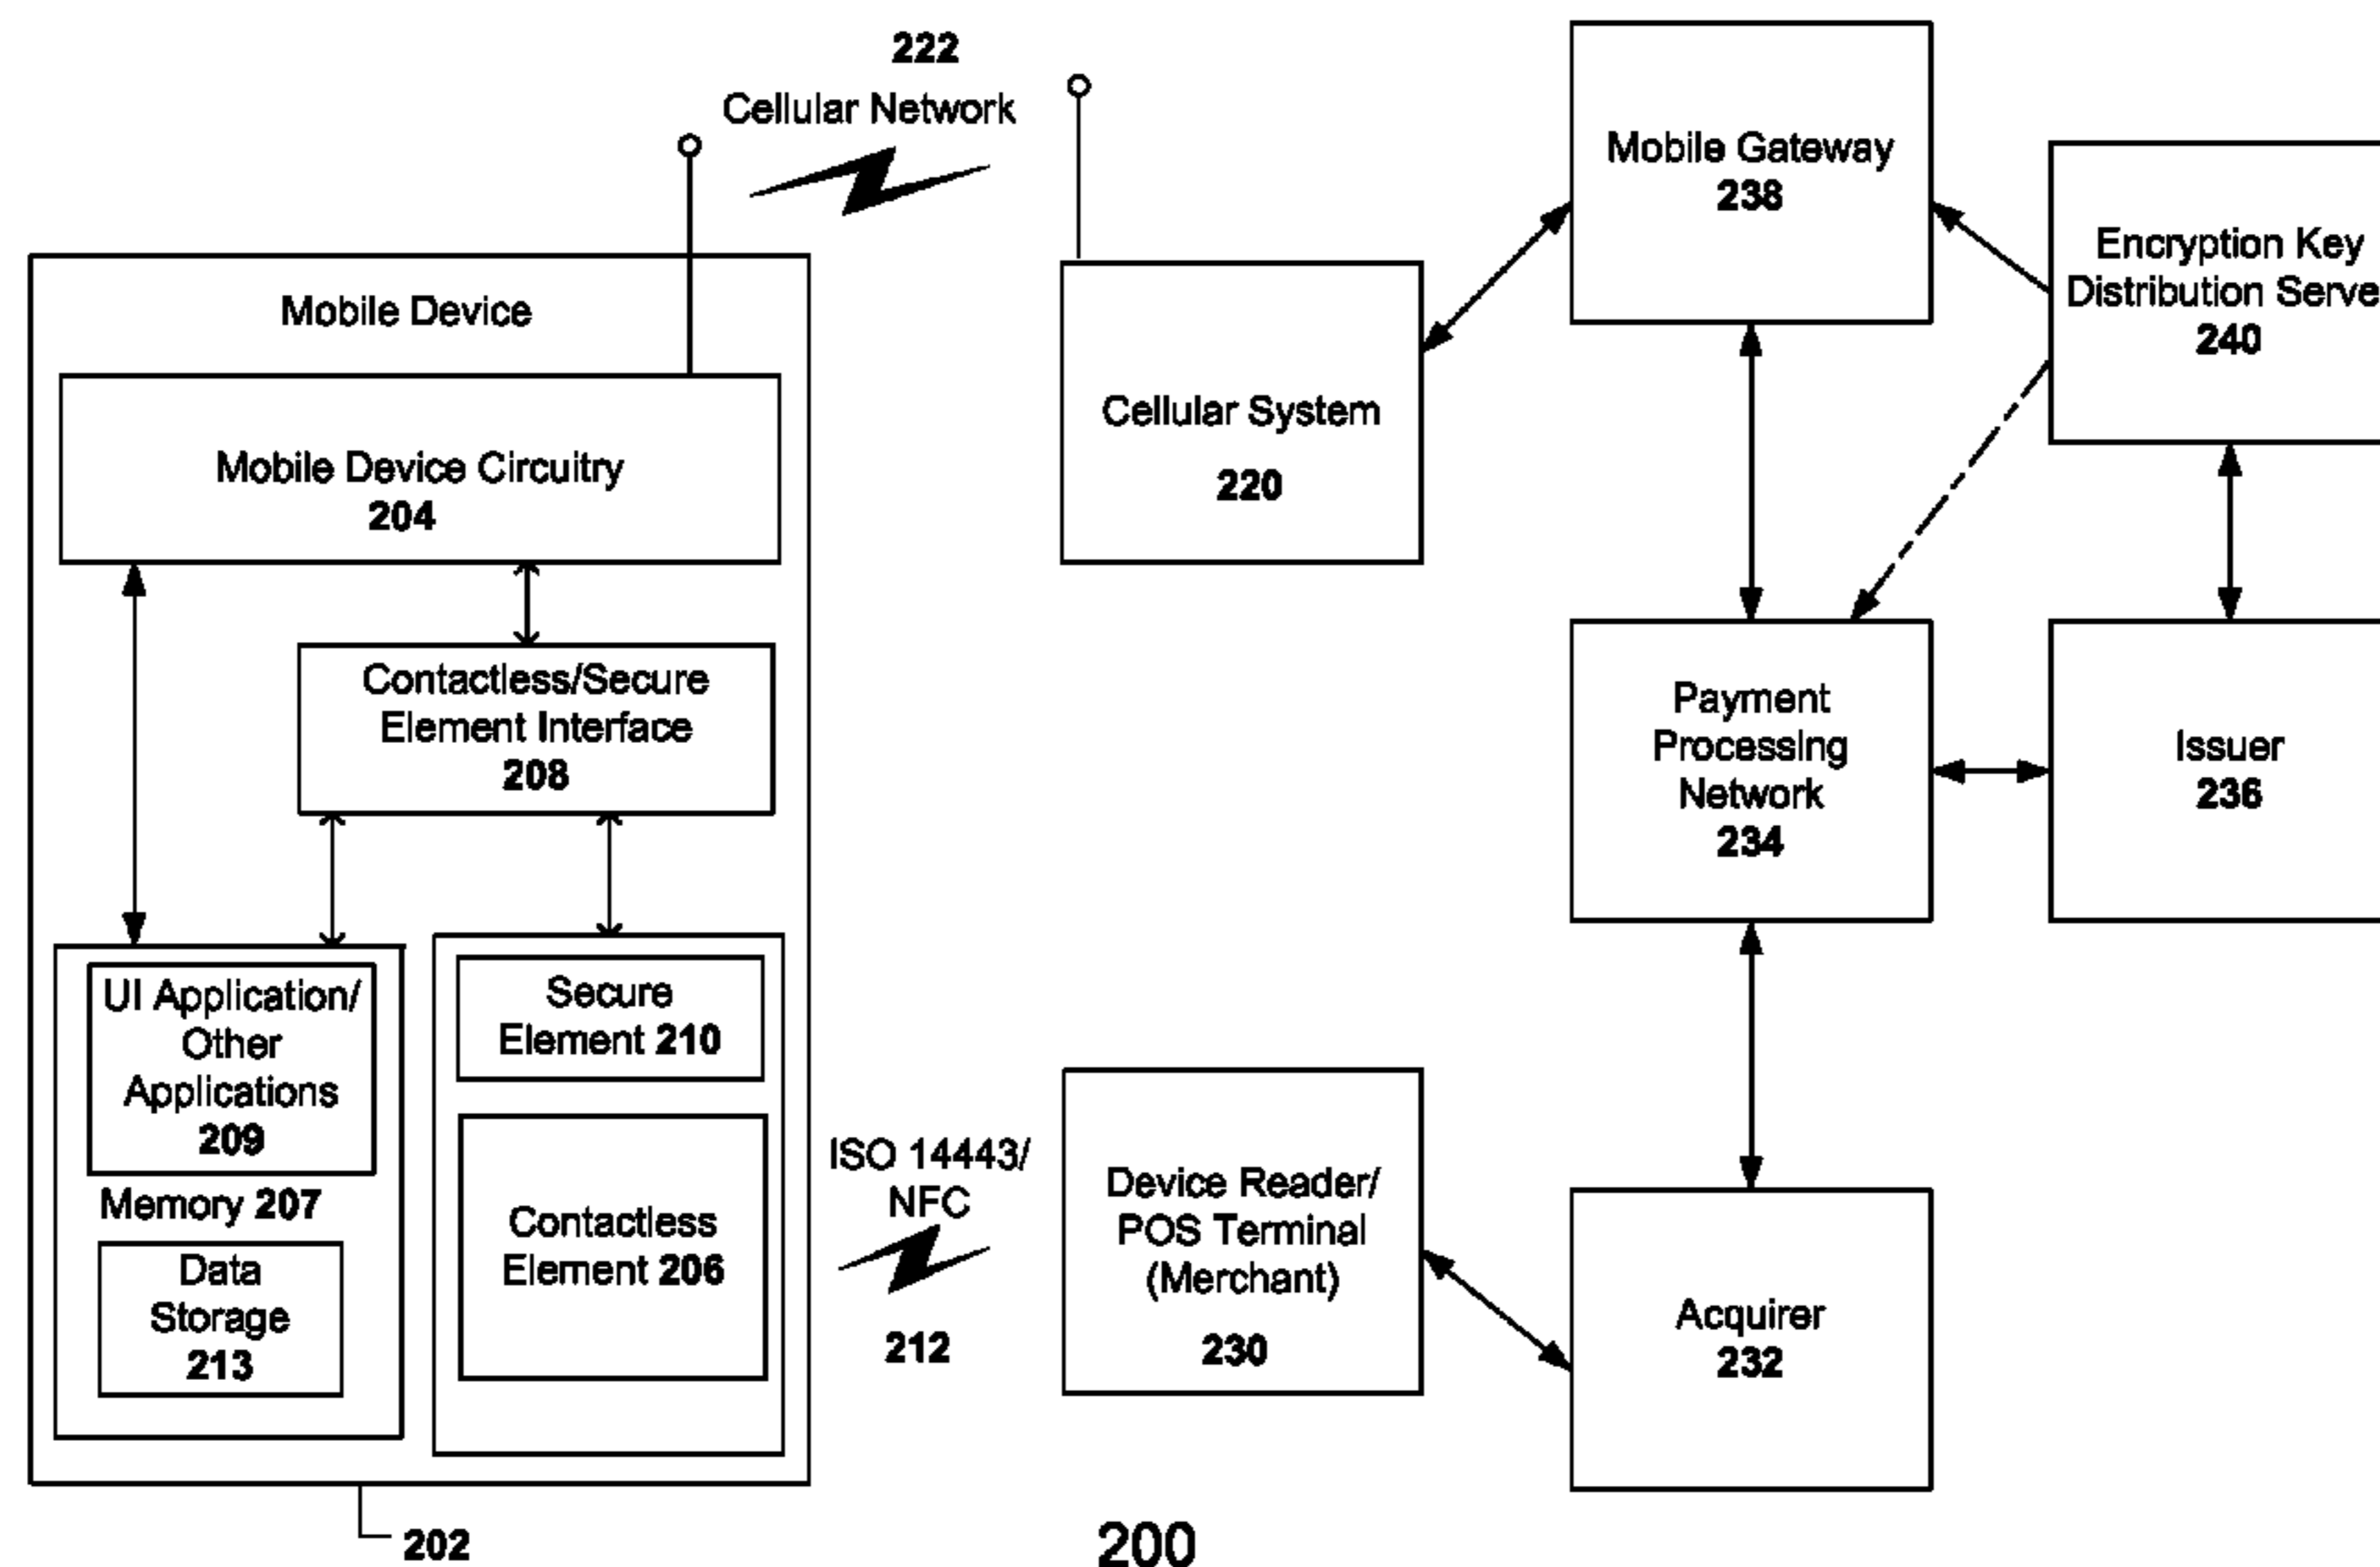 222
Cellular Network
Mobile Device
Mobile Device Circuitry
204
Contactless/Secure
Element Interface
208
UI Application/
Other
Applications
209
Memory 207
Data
Storage
213
Secure
Element 210
Contactless
Element 206
202
ISO 14443/
NFC
212
Cellular System
220
Device Reader/
POS Terminal
(Merchant)
230
Mobile Gateway
238
Encryption Key
Distribution Serve
240
Payment
Processing
Network
234
Issuer
236
Acquirer
232
200